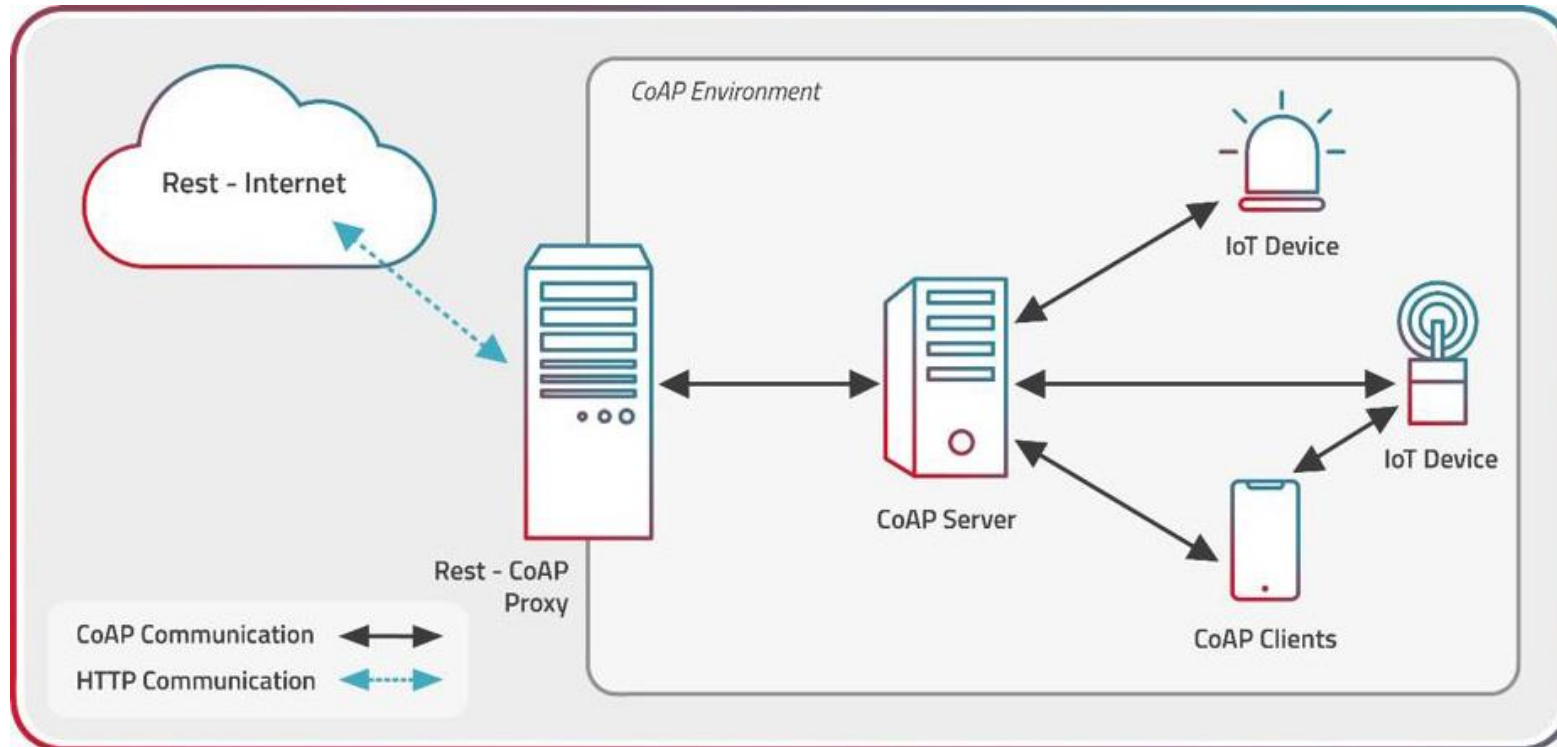 CoAP Environment
Rest - Internet
IoT Device
IoT Device
CoAP Server
Rest - CoAP
Proxy
CoAP Clients
CoAP Communication
HTTP Communication